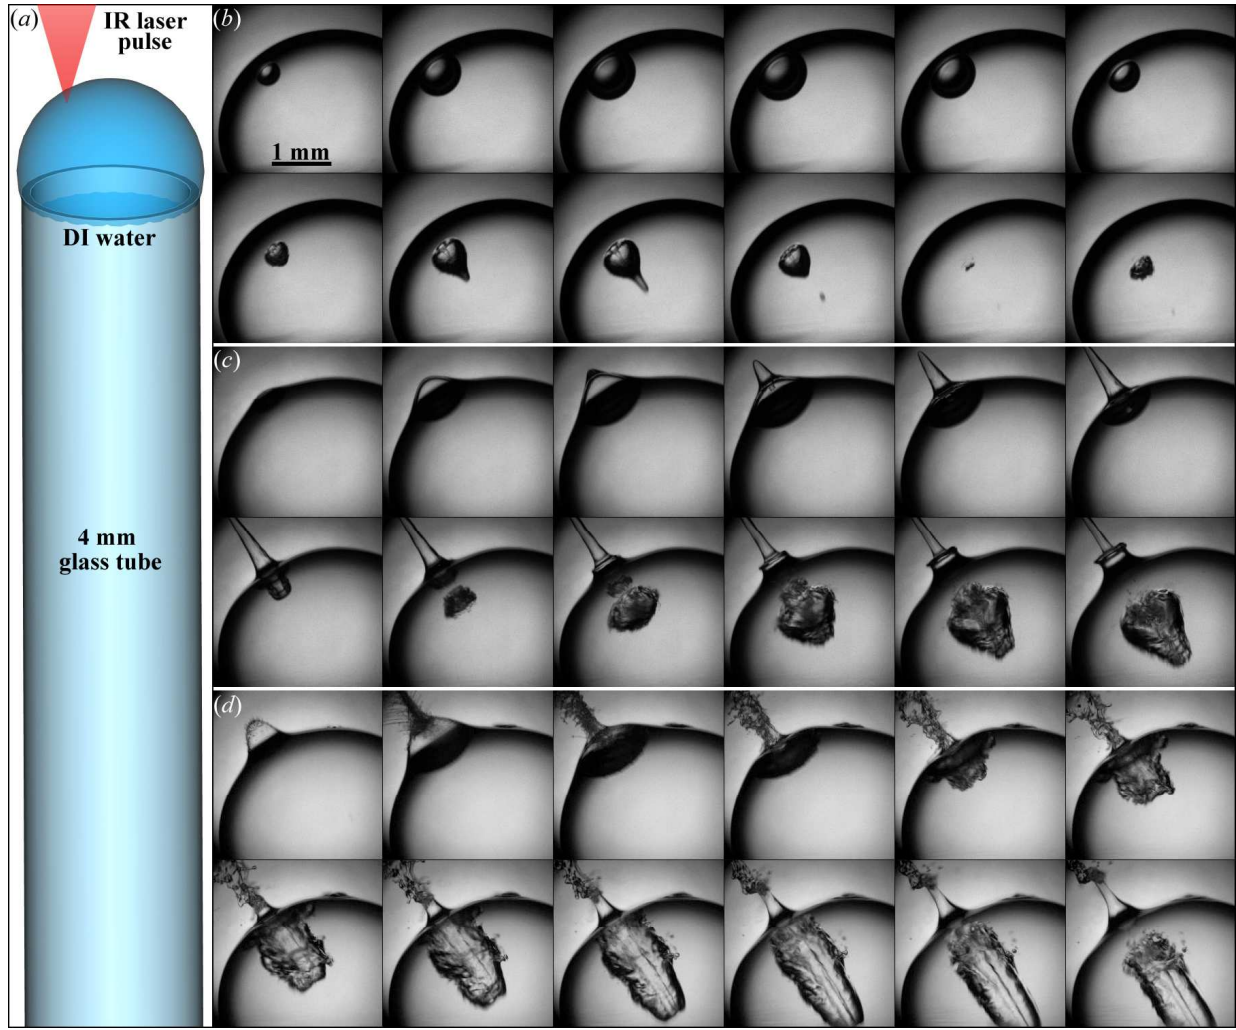 (a)
IR laser
pulse
DI water
4 mm
glass tube
(b)
1 mm
(c)
(d)